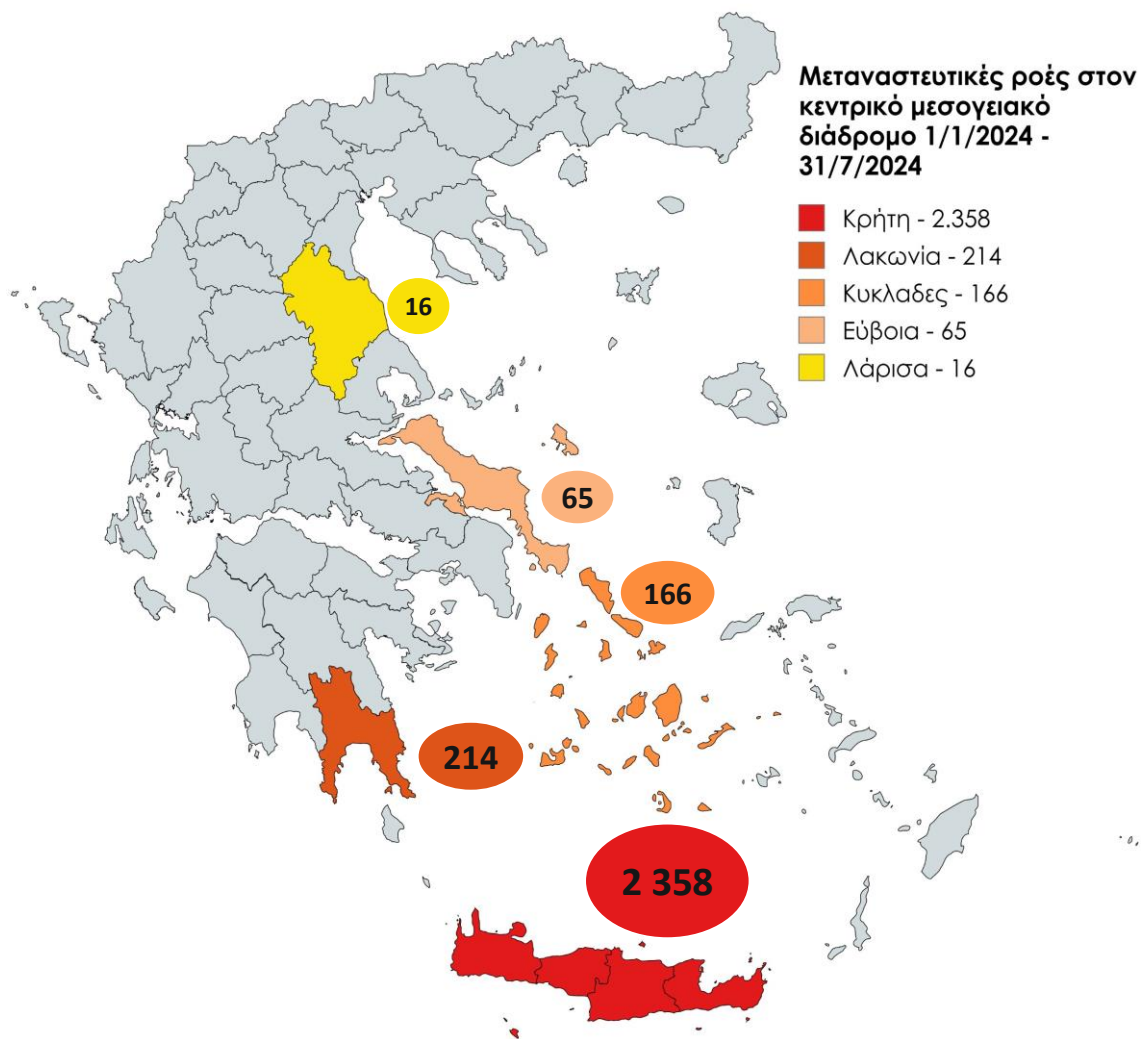 Μεταναστευτικές ροές στον
κεντρικό μεσογειακό
διάδρομο 1/1/2024 -
31/7/2024
Κρήτη - 2.358
Λακωνία - 214
Κυκλαδες - 166
Εύβοια - 65
Λάρισα - 16
16
65
166
214
2 358